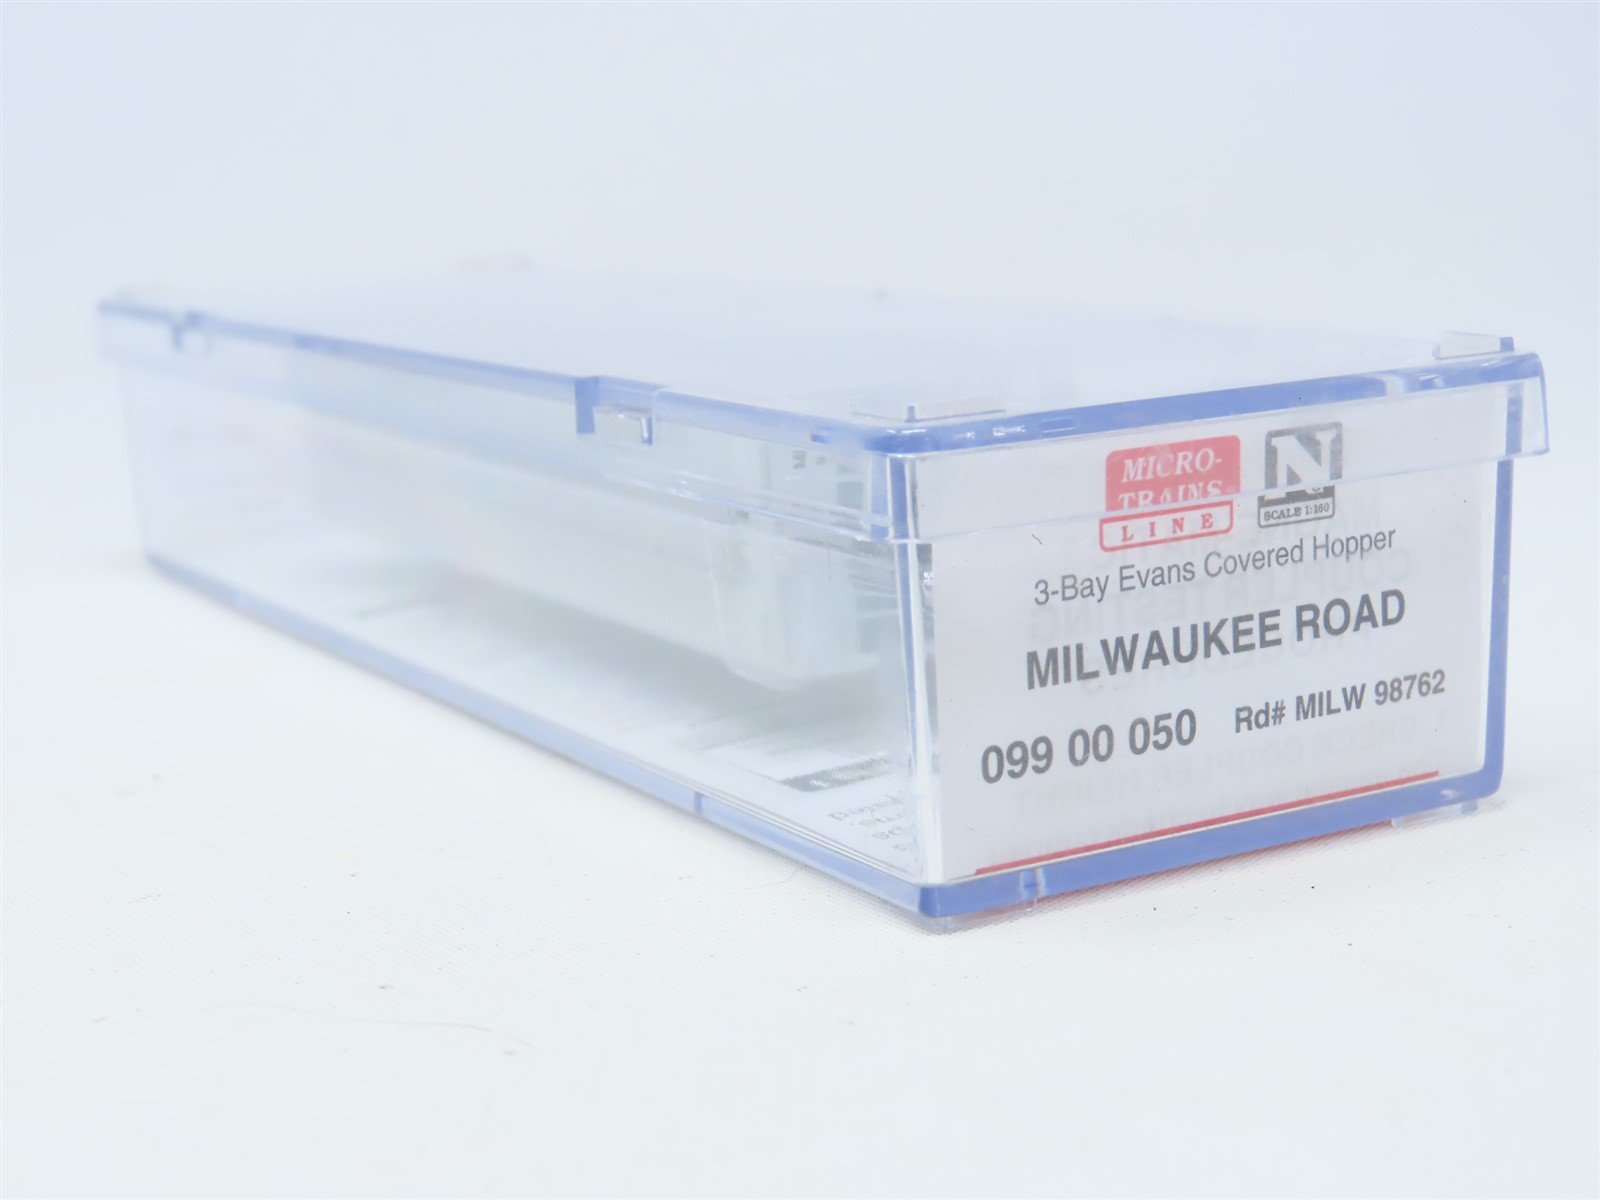 MICRO-
TRAINS
LINE
N
SCALE 1:160
3-Bay Evans Covered Hopper
MILWAUKEE ROAD
099 00 050 Rd# MILW 98762